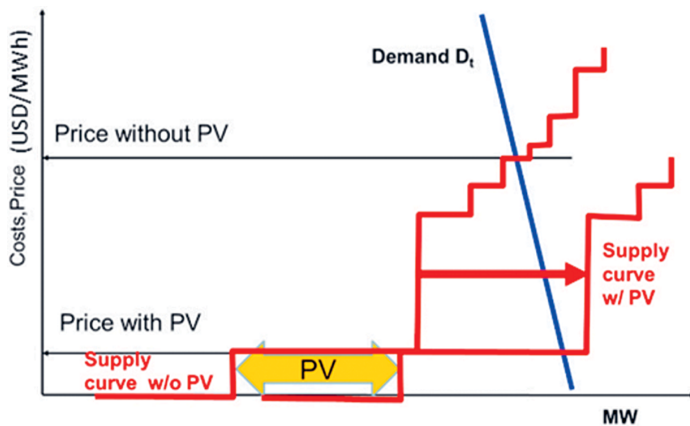 Costs,Price (USD/MWh)
Demand Dt
Price without PV
Supply
curve
w/ PV
Price with PV
Supply
curve w/o PV
PV
MW